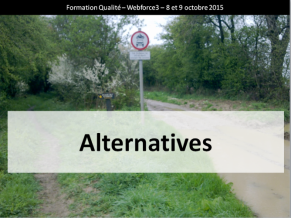 Formation Qualité – Webforce3 – 8 et 9 octobre 2015
Alternatives